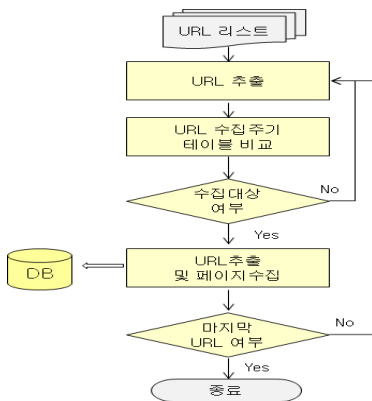 URL 리스트
URL 추출
URL 수집주기
테이블 비교
수집대상
여부
No
Yes
URL추출
및 페이지수집
DB
마지막
URL 여부
No
Yes
종료